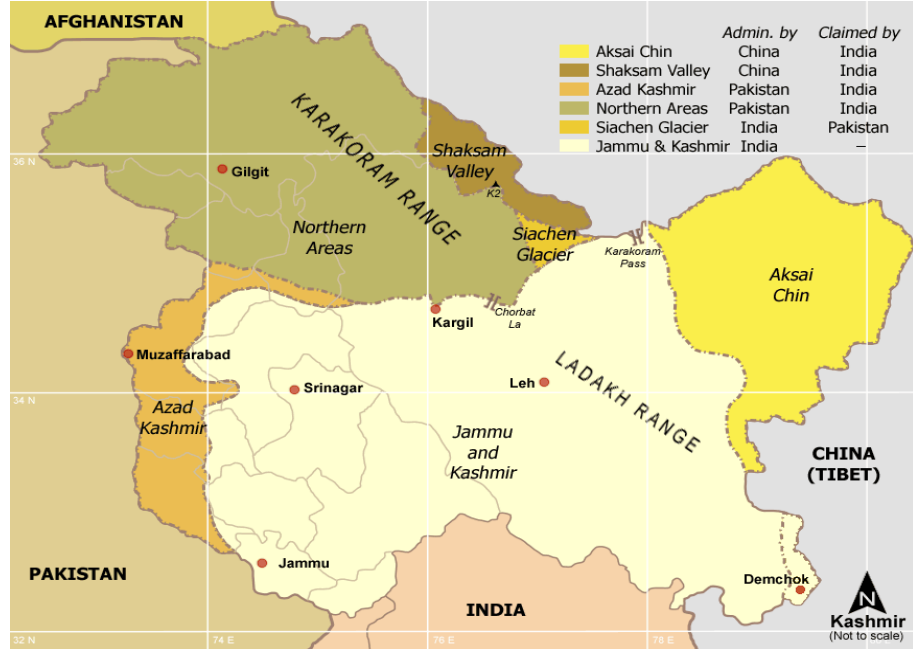 AFGHANISTAN
Admin. by Claimed by
Aksai Chin China India
Shaksam Valley China India
Azad Kashmir Pakistan India
Northern Areas Pakistan India
Siachen Glacier India Pakistan
Jammu & Kashmir India –
KARAKORAM RANGE
Shaksam
Valley
36 N
Gilgit
K2
Northern
Areas
Siachen
Glacier
Karakoram
Pass
Aksai
Chin
Chorbat
La
Kargil
Muzaffarabad
Srinagar
Leh
LADAKH RANGE
34 N
Azad
Kashmir
Jammu
and
Kashmir
CHINA
(TIBET)
Jammu
PAKISTAN
Demchok
INDIA
N
Kashmir
(Not to scale)
32 N
74 E
76 E
78 E